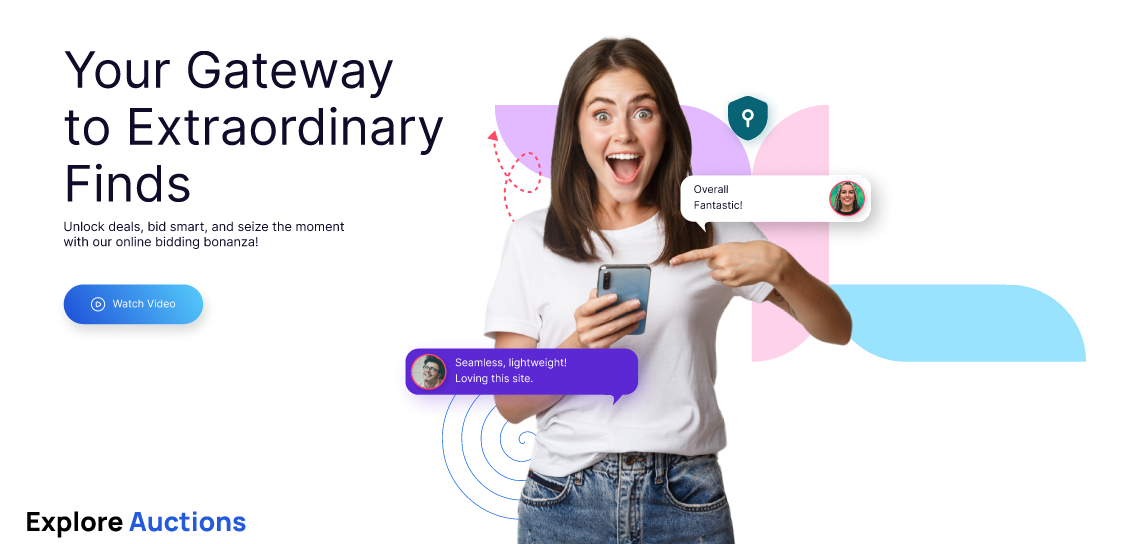 Your Gateway
to Extraordinary
Finds
Unlock deals, bid smart, and seize the moment
with our online bidding bonanza!
Watch Video
Overall
Fantastic!
Seamless, lightweight!
Loving this site.
Explore Auctions